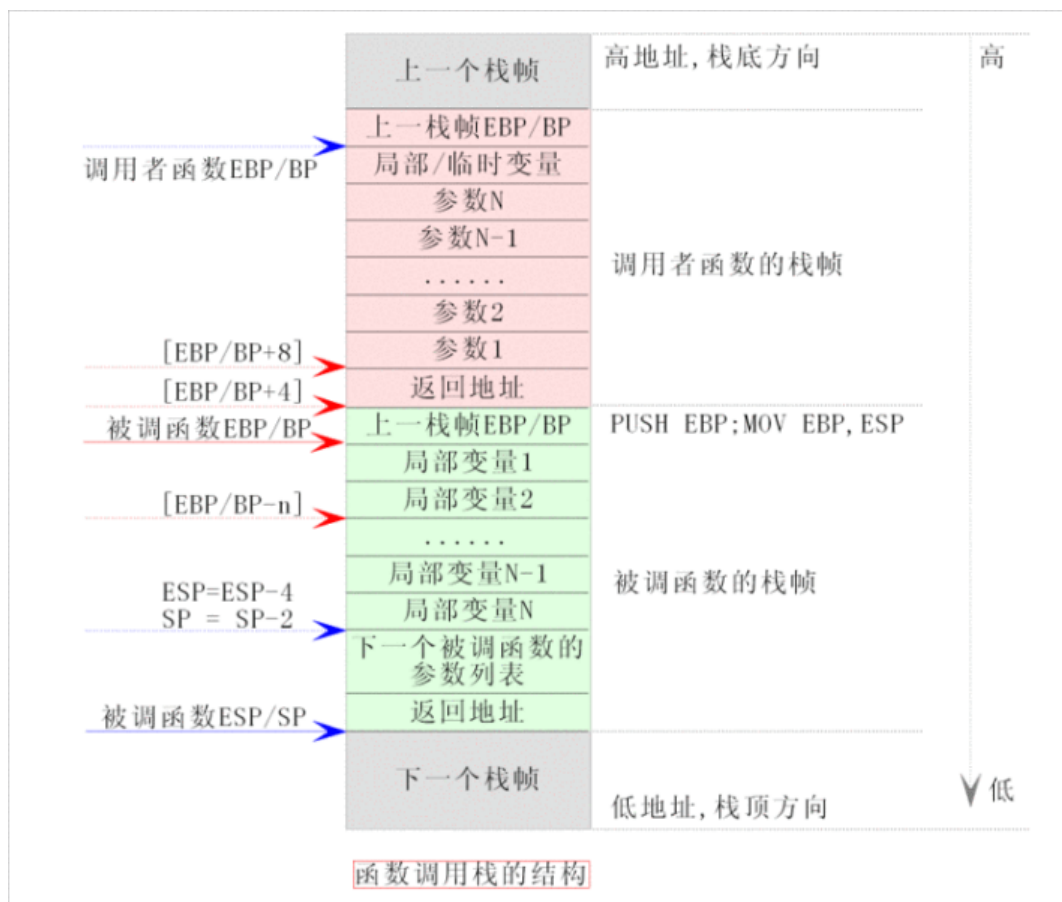 上一个栈帧
高地址,栈底方向
高
上一栈帧EBP/BP
调用者函数EBP/BP
局部/临时变量
参数N
参数N-1
调用者函数的栈帧
......
参数2
[EBP/BP+8]
参数1
[EBP/BP+4]
返回地址
被调函数EBP/BP
上一栈帧EBP/BP
PUSH EBP;MOV EBP,ESP
局部变量1
[EBP/BP-n]
局部变量2
......
局部变量N-1
被调函数的栈帧
ESP=ESP-4
SP = SP-2
局部变量N
下一个被调函数的
参数列表
被调函数ESP/SP
返回地址
下一个栈帧
低
低地址,栈顶方向
函数调用栈的结构